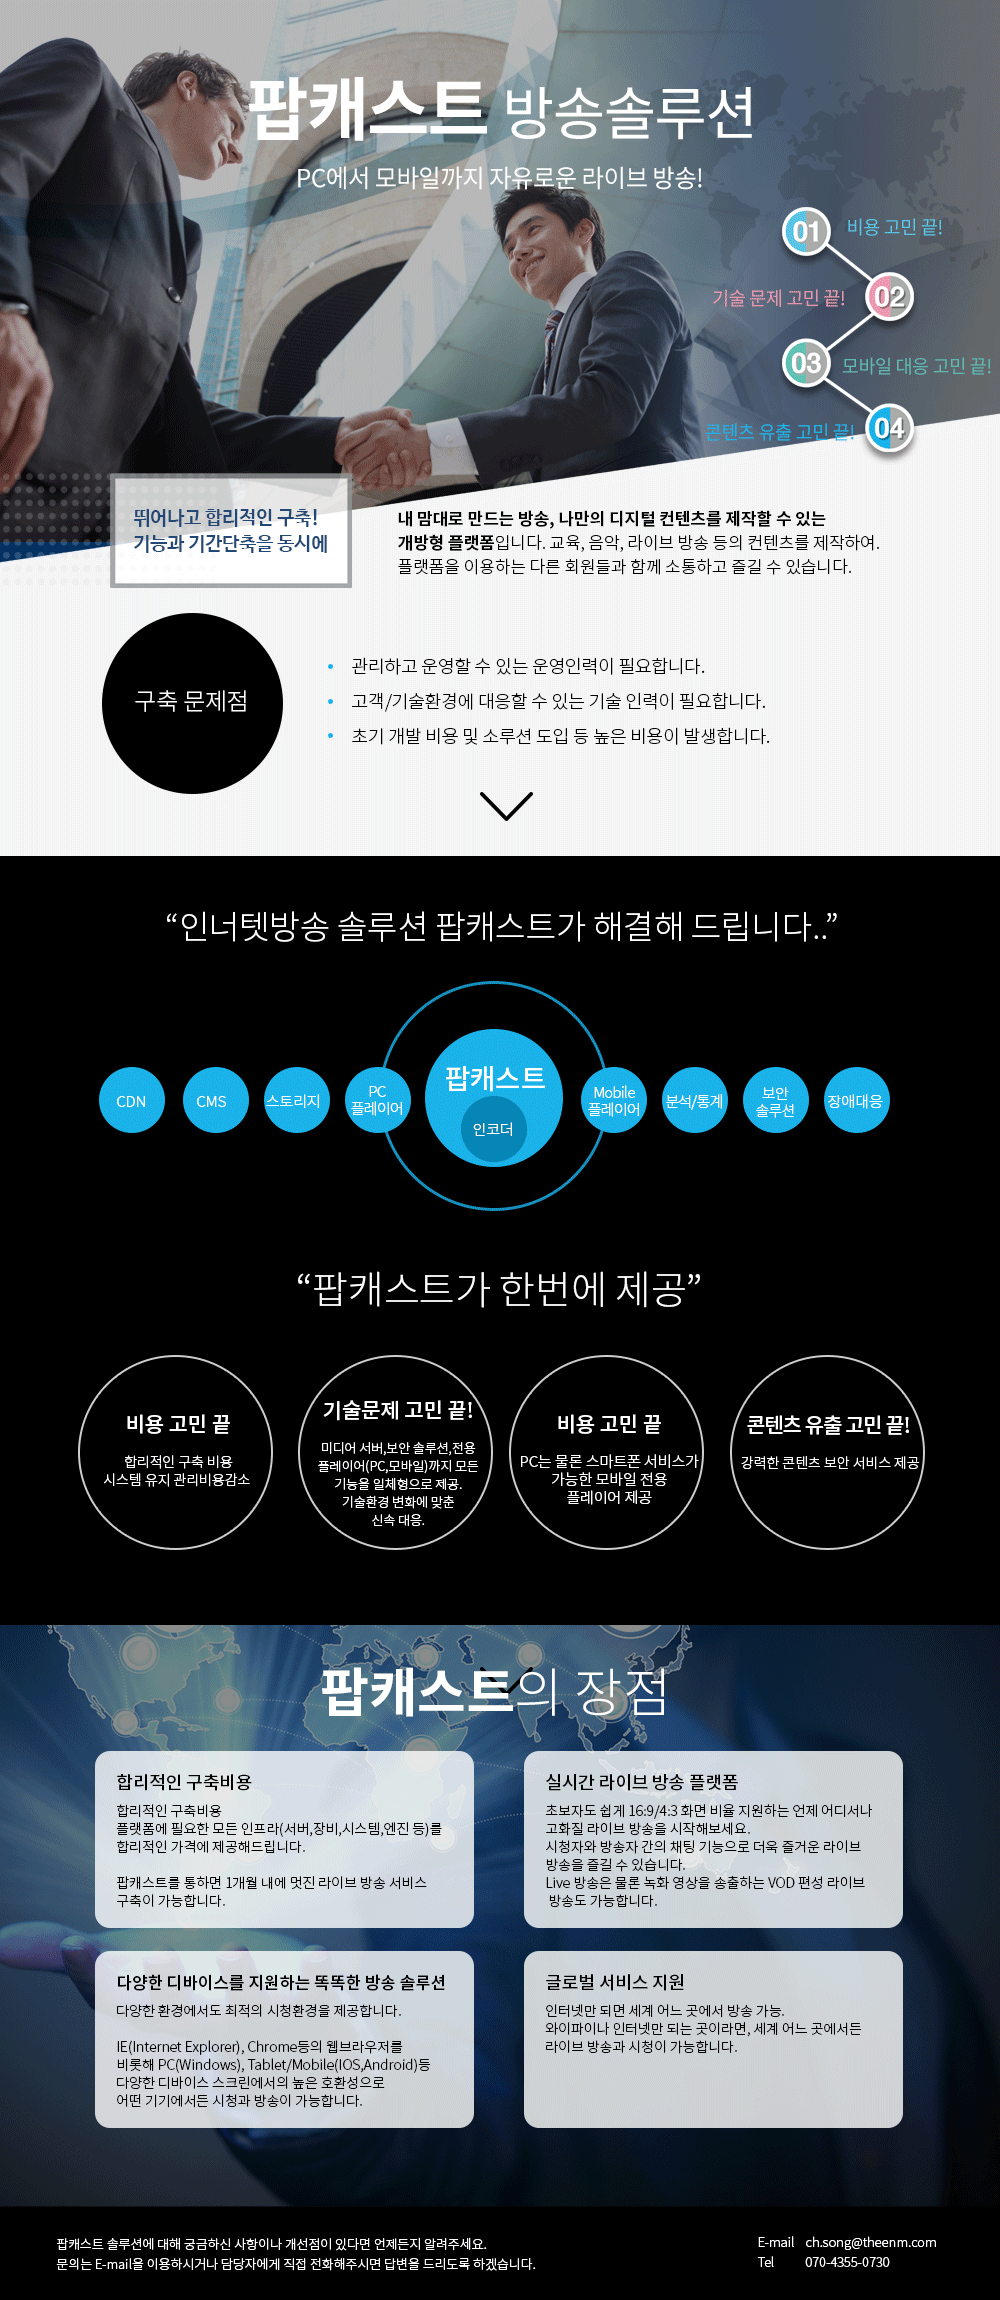 팝캐스트 방송솔루션
PC에서 모바일까지 자유로운 라이브 방송!
01 비용 고민 끝!
기술 문제 고민 끝! 02
03 모바일 대응 고민 끝!
콘텐츠 유출 고민 끝! 04
뛰어나고 합리적인 구축!
기능과 기간단축을 동시에
내 맘대로 만드는 방송, 나만의 디지털 컨텐츠를 제작할 수 있는
개방형 플랫폼입니다. 교육, 음악, 라이브 방송 등의 컨텐츠를 제작하여.
플랫폼을 이용하는 다른 회원들과 함께 소통하고 즐길 수 있습니다.
구축 문제점
• 관리하고 운영할 수 있는 운영인력이 필요합니다.
• 고객/기술환경에 대응할 수 있는 기술 인력이 필요합니다.
• 초기 개발 비용 및 소루션 도입 등 높은 비용이 발생합니다.
“인너텟방송 솔루션 팝캐스트가 해결해 드립니다..”
CDN
CMS
스토리지
PC
플레이어
팝캐스트
인코더
Mobile
플레이어
분석/통계
보안
솔루션
장애대응
“팝캐스트가 한번에 제공”
비용 고민 끝
합리적인 구축 비용
시스템 유지 관리비용감소
기술문제 고민 끝!
미디어 서버,보안 솔루션,전용
플레이어(PC,모바일)까지 모든
기능을 일체형으로 제공.
기술환경 변화에 맞춘
신속 대응.
비용 고민 끝
PC는 물론 스마트폰 서비스가
가능한 모바일 전용
플레이어 제공
콘텐츠 유출 고민 끝!
강력한 콘텐츠 보안 서비스 제공
팝캐스트의 장점
합리적인 구축비용
합리적인 구축비용
플랫폼에 필요한 모든 인프라(서버,장비,시스템,엔진 등)를
합리적인 가격에 제공해드립니다.
팝캐스트를 통하면 1개월 내에 멋진 라이브 방송 서비스
구축이 가능합니다.
실시간 라이브 방송 플랫폼
초보자도 쉽게 16:9/4:3 화면 비율 지원하는 언제 어디서나
고화질 라이브 방송을 시작해보세요.
시청자와 방송자 간의 채팅 기능으로 더욱 즐거운 라이브
방송을 즐길 수 있습니다.
Live 방송은 물론 녹화 영상을 송출하는 VOD 편성 라이브
방송도 가능합니다.
다양한 디바이스를 지원하는 똑똑한 방송 솔루션
다양한 환경에서도 최적의 시청환경을 제공합니다.
IE(Internet Explorer), Chrome등의 웹브라우저를
비롯해 PC(Windows), Tablet/Mobile(IOS,Android)등
다양한 디바이스 스크린에서의 높은 호환성으로
어떤 기기에서든 시청과 방송이 가능합니다.
글로벌 서비스 지원
인터넷만 되면 세계 어느 곳에서 방송 가능.
와이파이나 인터넷만 되는 곳이라면, 세계 어느 곳에서든
라이브 방송과 시청이 가능합니다.
팝캐스트 솔루션에 대해 궁금하신 사항이나 개선점이 있다면 언제든지 알려주세요.
문의는 E-mail을 이용하시거나 담당자에게 직접 전화해주시면 답변을 드리도록 하겠습니다.
E-mail ch.song@theenm.com
Tel 070-4355-0730